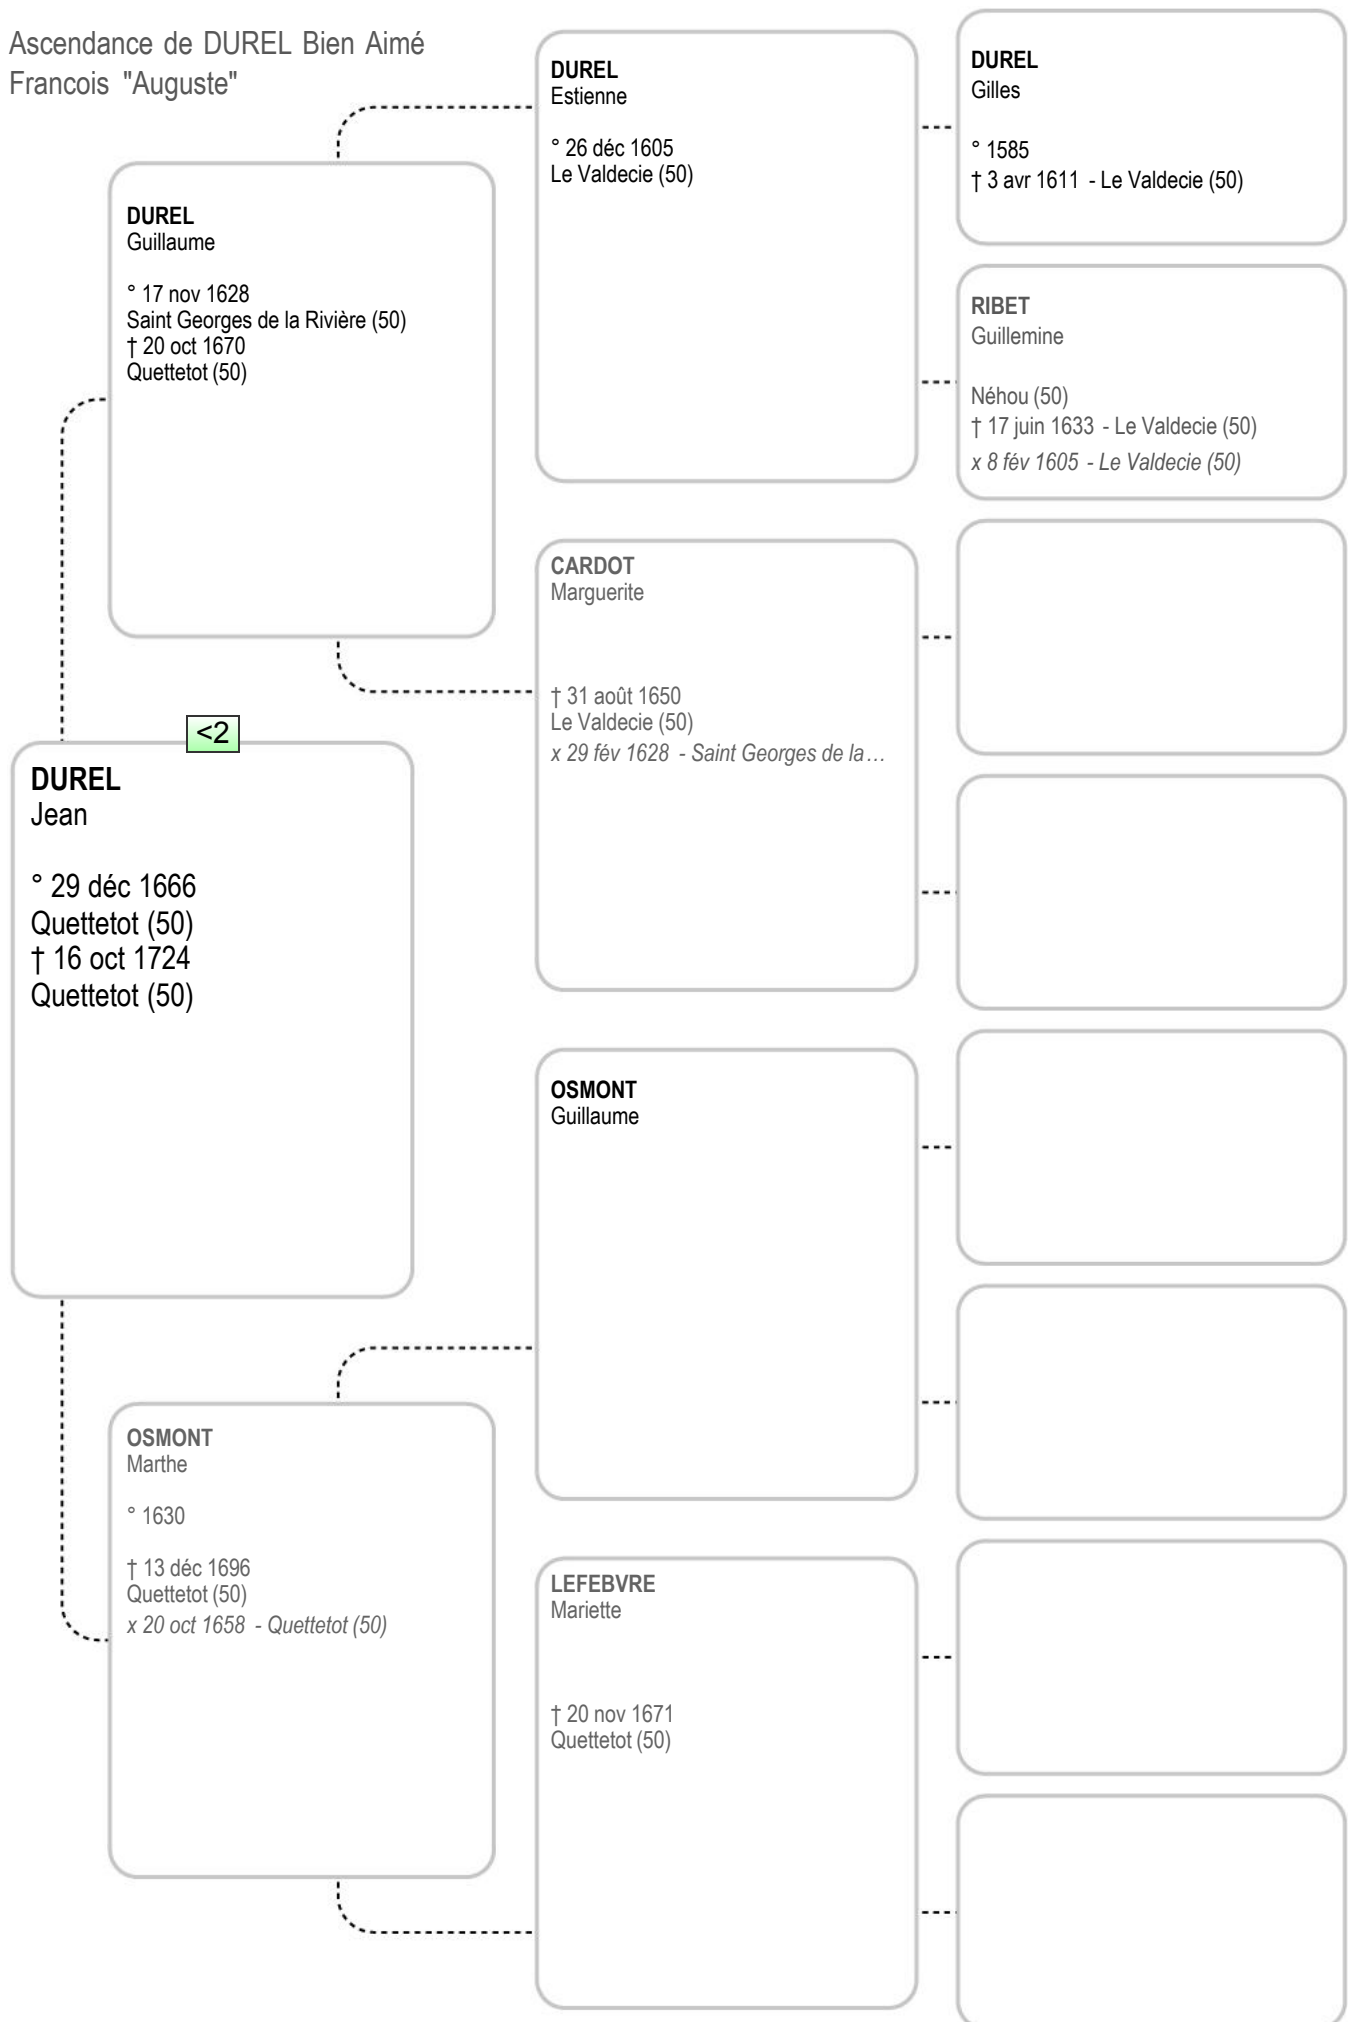 Ascendance de DUREL Bien Aimé
Francois "Auguste"
DUREL
Jean
° 29 déc 1666
Quettetot (50)
† 16 oct 1724
Quettetot (50)
<2
DUREL
Guillaume
° 17 nov 1628
Saint Georges de la Rivière (50)
† 20 oct 1670
Quettetot (50)
OSMONT
Marthe
° 1630
† 13 déc 1696
Quettetot (50)
x 20 oct 1658 - Quettetot (50)
DUREL
Estienne
° 26 déc 1605
Le Valdecie (50)
CARDOT
Marguerite
† 31 août 1650
Le Valdecie (50)
x 29 fév 1628 - Saint Georges de la…
OSMONT
Guillaume
LEFEBVRE
Mariette
† 20 nov 1671
Quettetot (50)
DUREL
Gilles
° 1585
† 3 avr 1611 - Le Valdecie (50)
RIBET
Guillemine
Néhou (50)
† 17 juin 1633 - Le Valdecie (50)
x 8 fév 1605 - Le Valdecie (50)